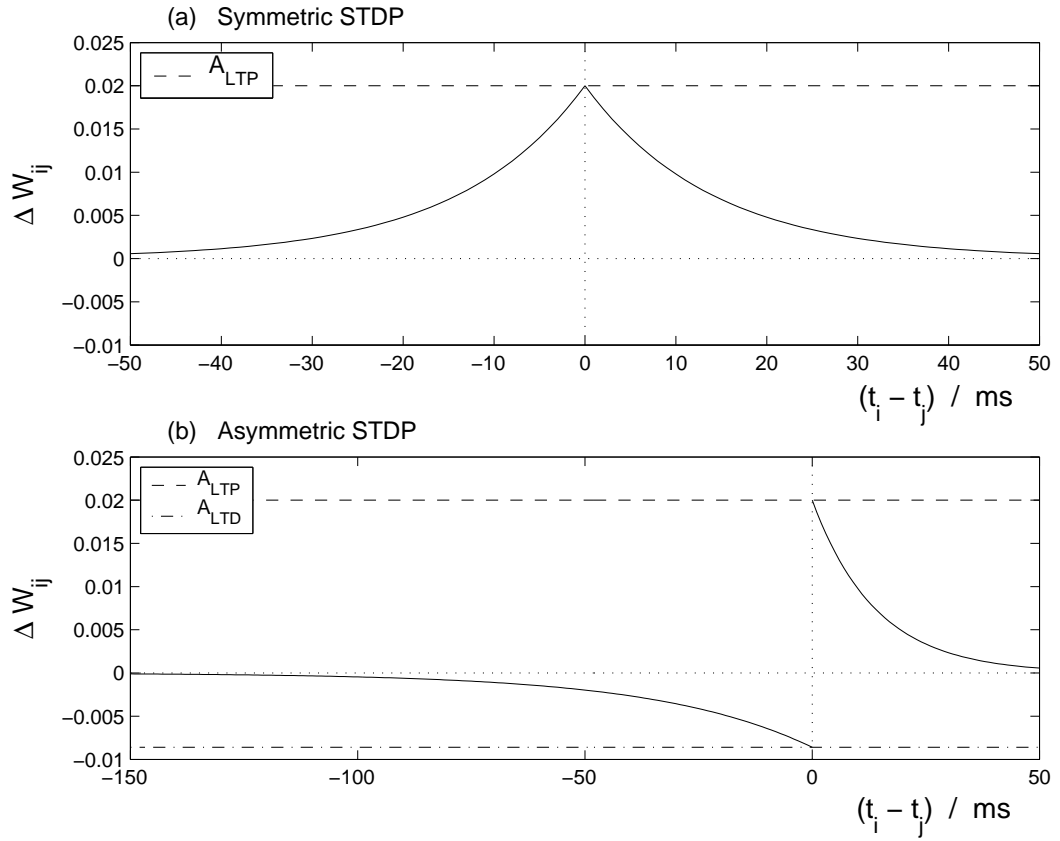 (a) Symmetric STDP
A_LTP
0.025
0.02
0.015
0.01
0.005
0
−0.005
−0.01
Δ W_ij
−50 −40 −30 −20 −10 0 10 20 30 40 50
(t_i − t_j) / ms
(b) Asymmetric STDP
A_LTP
A_LTD
0.025
0.02
0.015
0.01
0.005
0
−0.005
−0.01
Δ W_ij
−150 −100 −50 0 50
(t_i − t_j) / ms